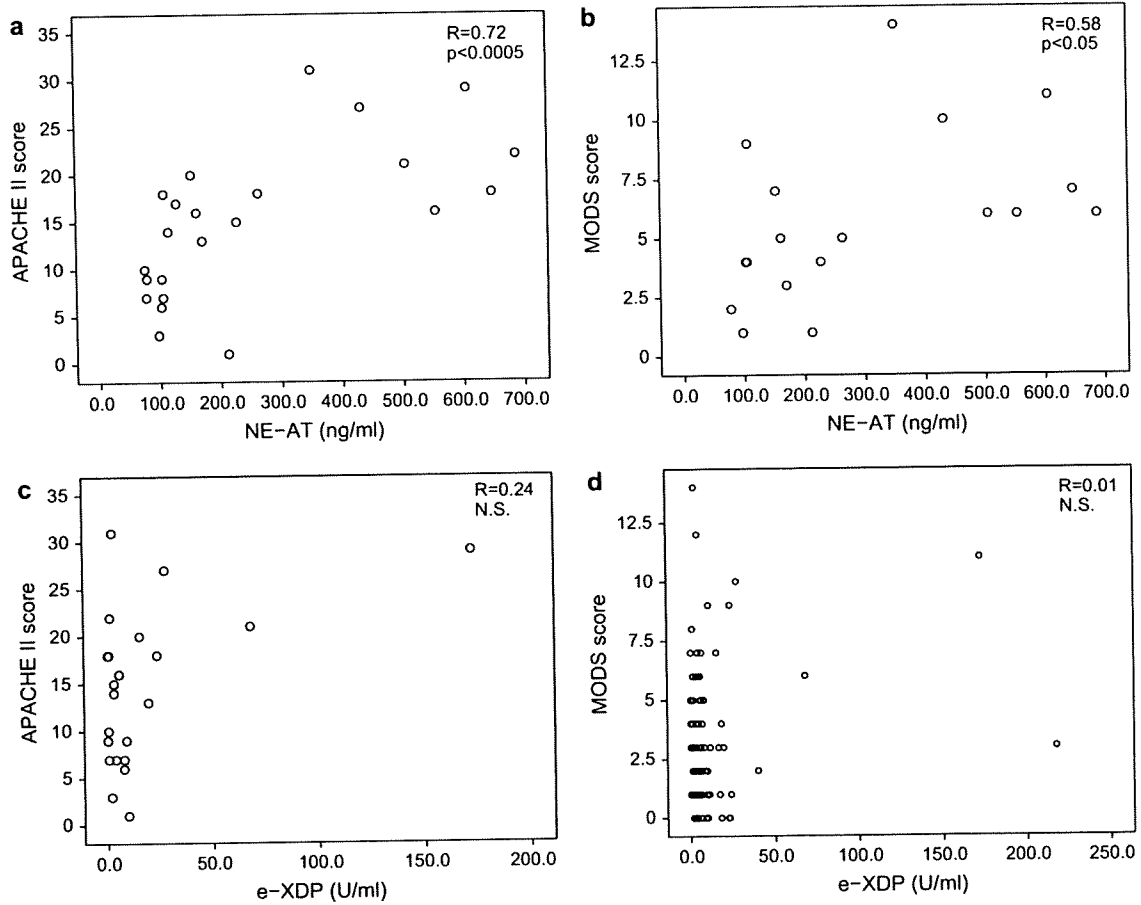 a
R=0.72
p<0.0005
APACHE II score
35
30
25
20
15
10
5
0
0.0 100.0 200.0 300.0 400.0 500.0 600.0 700.0
NE−AT (ng/ml)
b
R=0.58
p<0.05
MODS score
12.5
10
7.5
5
2.5
0
0.0 100.0 200.0 300.0 400.0 500.0 600.0 700.0
NE−AT (ng/ml)
c
R=0.24
N.S.
APACHE II score
35
30
25
20
15
10
5
0
0.0 50.0 100.0 150.0 200.0
e−XDP (U/ml)
d
R=0.01
N.S.
MODS score
12.5
10
7.5
5
2.5
0
0.0 50.0 100.0 150.0 200.0 250.0
e−XDP (U/ml)